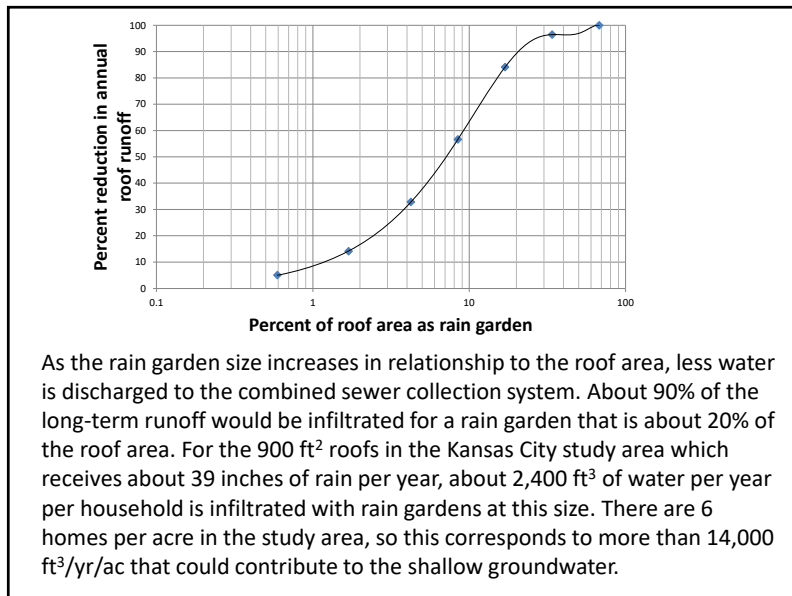 Percent reduction in annual
roof runoff
100
90
80
70
60
50
40
30
20
10
0
0.1 1 10 100
Percent of roof area as rain garden
As the rain garden size increases in relationship to the roof area, less water
is discharged to the combined sewer collection system. About 90% of the
long-term runoff would be infiltrated for a rain garden that is about 20% of
the roof area. For the 900 ft² roofs in the Kansas City study area which
receives about 39 inches of rain per year, about 2,400 ft³ of water per year
per household is infiltrated with rain gardens at this size. There are 6
homes per acre in the study area, so this corresponds to more than 14,000
ft³/yr/ac that could contribute to the shallow groundwater.